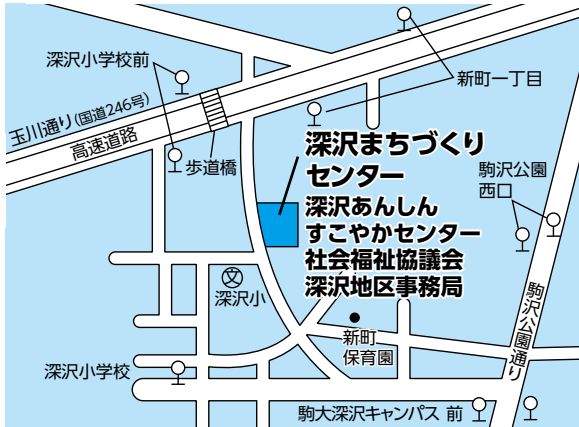 深沢小学校前
新町一丁目
玉川通り(国道246号)
高速道路
歩道橋
深沢まちづくり
センター
深沢あんしん
すこやかセンター
社会福祉協議会
深沢地区事務局
駒沢公園
西口
文
深沢小
新町
保育園
駒沢公園通り
深沢小学校
駒大深沢キャンパス 前